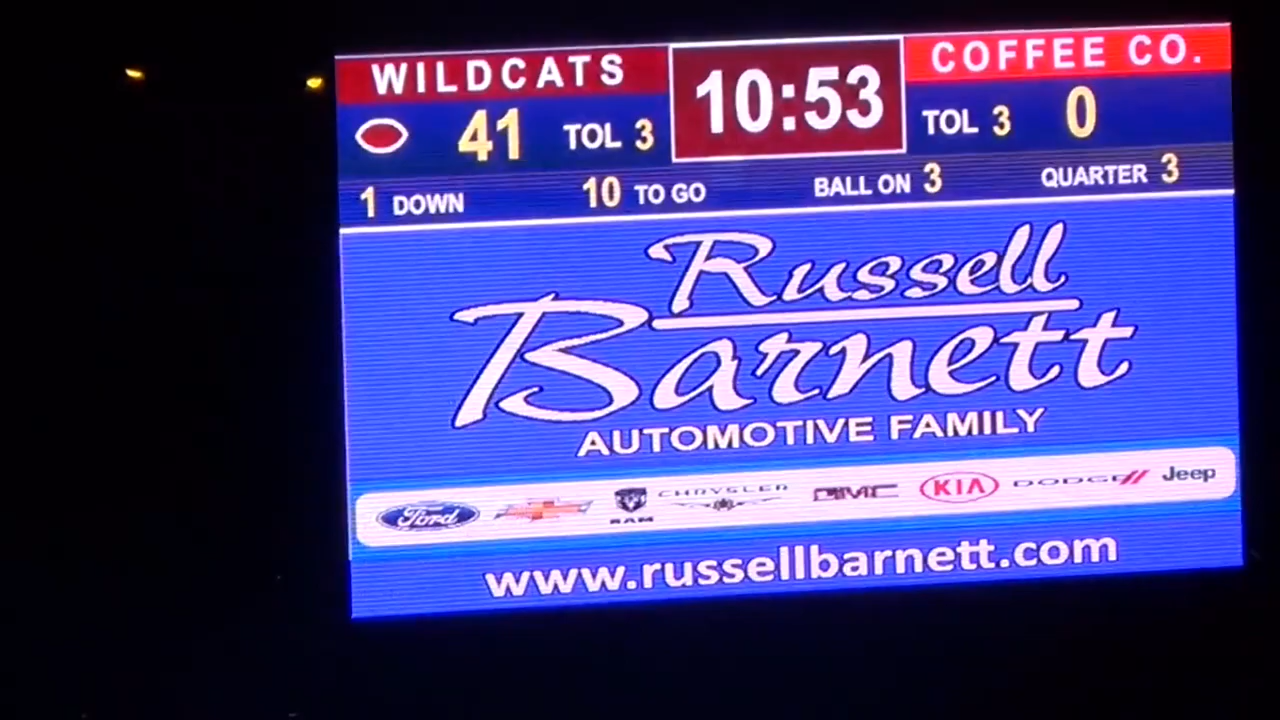 WILDCATS 10:53 COFFEE CO.
41 TOL 3 TOL 3 0
1 DOWN 10 TO GO BALL ON 3 QUARTER 3
Russell
Barnett
AUTOMOTIVE FAMILY
Ford RAM CHRYSLER GMC KIA DODGE Jeep
www.russellbarnett.com